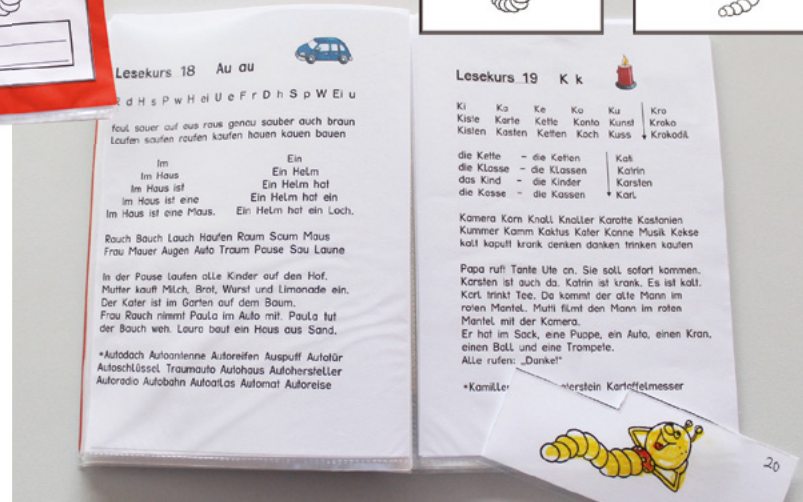 Lesekurs 18 Au au
d H s P w H ei U e F r D h S p W Ei u
faul sauer auf aus raus genau sauber auch braun
Laufen saufen raufen kaufen hauen kauen bauen
Im
Im Haus
Im Haus ist
Im Haus ist eine
Im Haus ist eine Maus.
Ein
Ein Helm
Ein Helm hat
Ein Helm hat ein
Ein Helm hat ein Loch.
Rauch Bauch Lauch Haufen Raum Saum Maus
Frau Mauer Augen Auto Traum Pause Sau Laune
In der Pause laufen alle Kinder auf den Hof.
Mutter kauft Milch, Brot, Wurst und Limonade ein.
Der Kater ist im Garten auf dem Baum.
Frau Rauch nimmt Paula im Auto mit. Paula tut
der Bauch weh. Laura baut ein Haus aus Sand.
*Autodach Autoantenne Autoreifen Auspuff Autotür
Autoschlüssel Traumauto Autohaus Autohersteller
Autoradio Autobahn Autoatlas Automat Autoreise
Lesekurs 19 K k
Ki Ka Ke Ko Ku Kro
Kiste Karte Kette Konto Kunst Kroko
Kisten Kasten Ketten Koch Kuss Krokodil
die Kette - die Ketten Kati
die Klasse - die Klassen Katrin
das Kind - die Kinder Karsten
die Kasse - die Kassen Karl
Kamera Korn Knall Knaller Karotte Kastanien
Kummer Kamm Kaktus Kater Kanne Musik Kekse
kalt kaputt krank denken danken trinken kaufen
Papa ruft Tante Ute an. Sie soll sofort kommen.
Karsten ist auch da. Katrin ist krank. Es ist kalt.
Karl trinkt Tee. Da kommt der alte Mann im
roten Mantel. Mutti filmt den Mann im roten
Mantel mit der Kamera.
Er hat im Sack, eine Puppe, ein Auto, einen Kran,
einen Ball und eine Trompete.
Alle rufen: „Danke!"
*Kartoffelmesser
20